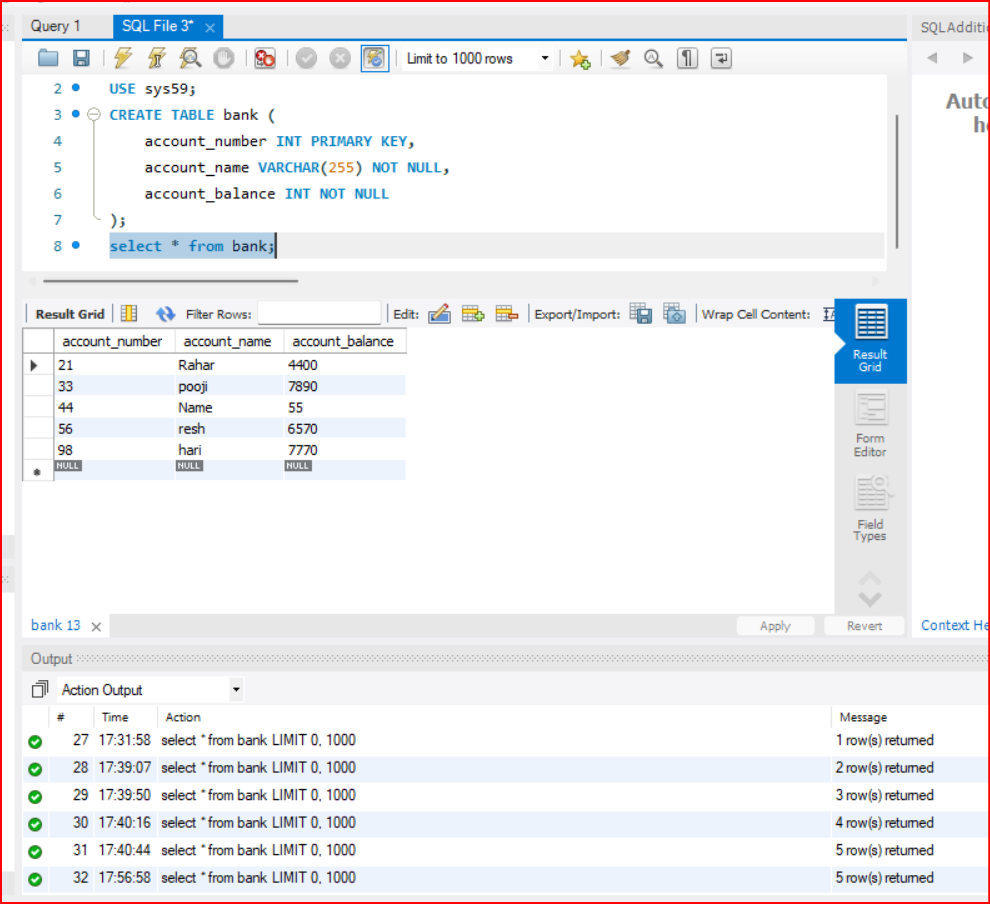 Query 1 SQL File 3* × SQLAdditi
Limit to 1000 rows
2 USE sys59;
3 CREATE TABLE bank (
4 account_number INT PRIMARY KEY,
5 account_name VARCHAR(255) NOT NULL,
6 account_balance INT NOT NULL
7 );
8 select * from bank;
Auto
he
Result Grid Filter Rows: Edit: Export/Import: Wrap Cell Content:
account_number account_name account_balance
21 Rahar 4400
33 pooji 7890
44 Name 55
56 resh 6570
98 hari 7770
NULL NULL NULL
Result
Grid
Form
Editor
Field
Types
bank 13 × Apply Revert Context He
Output
Action Output
# Time Action Message
27 17:31:58 select * from bank LIMIT 0, 1000 1 row(s) returned
28 17:39:07 select * from bank LIMIT 0, 1000 2 row(s) returned
29 17:39:50 select * from bank LIMIT 0, 1000 3 row(s) returned
30 17:40:16 select * from bank LIMIT 0, 1000 4 row(s) returned
31 17:40:44 select * from bank LIMIT 0, 1000 5 row(s) returned
32 17:56:58 select * from bank LIMIT 0, 1000 5 row(s) returned